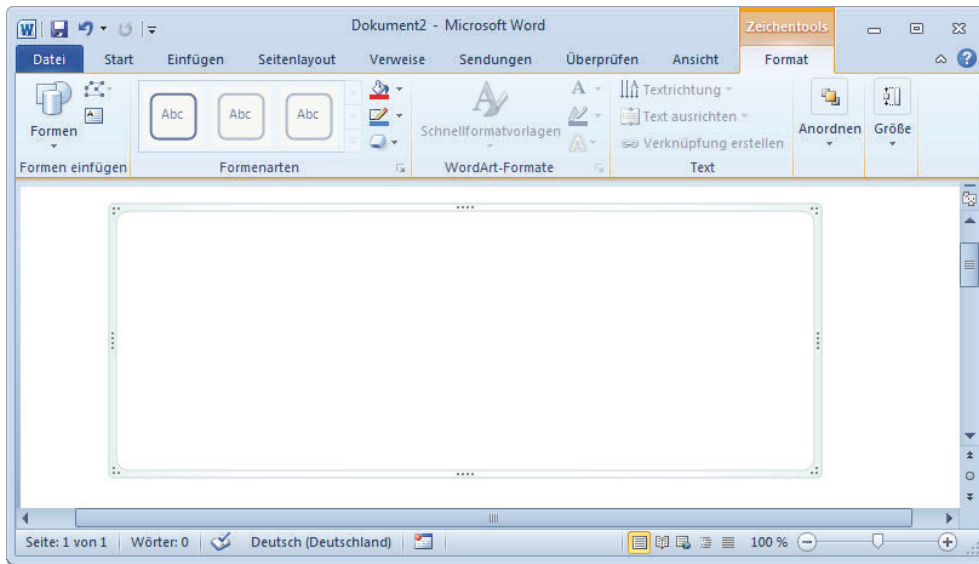 Dokument2 - Microsoft Word
Zeichentools
Datei Start Einfügen Seitenlayout Verweise Sendungen Überprüfen Ansicht Format
Abc Abc Abc
Formen
Schnellformatvorlagen
Textrichtung
Text ausrichten
Verknüpfung erstellen
Anordnen Größe
Formen einfügen Formenarten WordArt-Formate Text
Seite: 1 von 1 Wörter: 0 Deutsch (Deutschland) 100 %